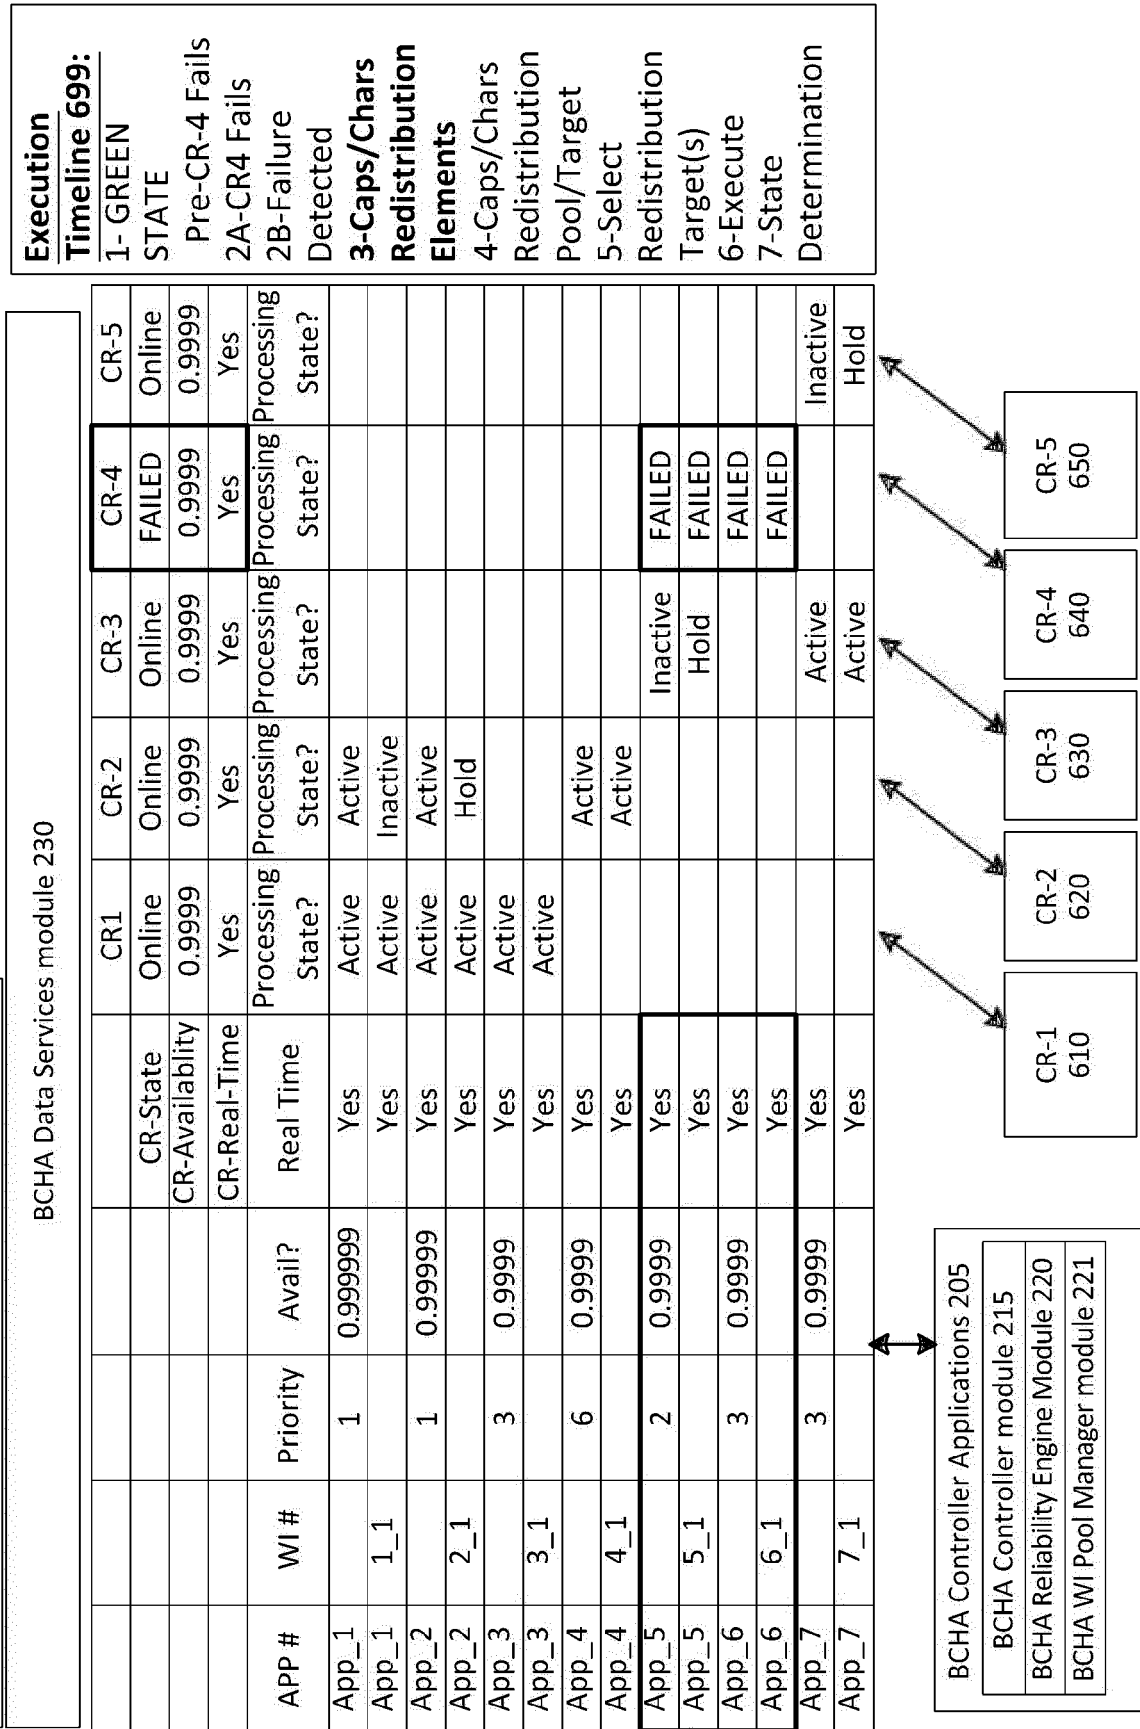 BCHA Data Services module 230
CR1 CR-2 CR-3 CR-4 CR-5
CR-State Online Online Online FAILED Online
CR-Availablity 0.9999 0.9999 0.9999 0.9999 0.9999
CR-Real-Time Yes Yes Yes Yes Yes
APP # WI # Priority Avail? Real Time Processing State? Processing State? Processing State? Processing State? Processing State?
App_1 1 0.999999 Yes Active Active
App_1 1_1 Yes Active Inactive
App_2 1 0.99999 Yes Active Active
App_2 2_1 Yes Active Hold
App_3 3 0.9999 Yes Active
App_3 3_1 Yes Active
App_4 6 0.9999 Yes Active
App_4 4_1 Yes Active
App_5 2 0.9999 Yes Inactive FAILED
App_5 5_1 Yes Hold FAILED
App_6 3 0.9999 Yes FAILED
App_6 6_1 Yes FAILED
App_7 3 0.9999 Yes Active Inactive
App_7 7_1 Yes Active Hold
Execution
Timeline 699:
1- GREEN
STATE
Pre-CR-4 Fails
2A-CR4 Fails
2B-Failure
Detected
3-Caps/Chars
Redistribution
Elements
4-Caps/Chars
Redistribution
Pool/Target
5-Select
Redistribution
Target(s)
6-Execute
7-State
Determination
BCHA Controller Applications 205
BCHA Controller module 215
BCHA Reliability Engine Module 220
BCHA WI Pool Manager module 221
CR-1
610
CR-2
620
CR-3
630
CR-4
640
CR-5
650